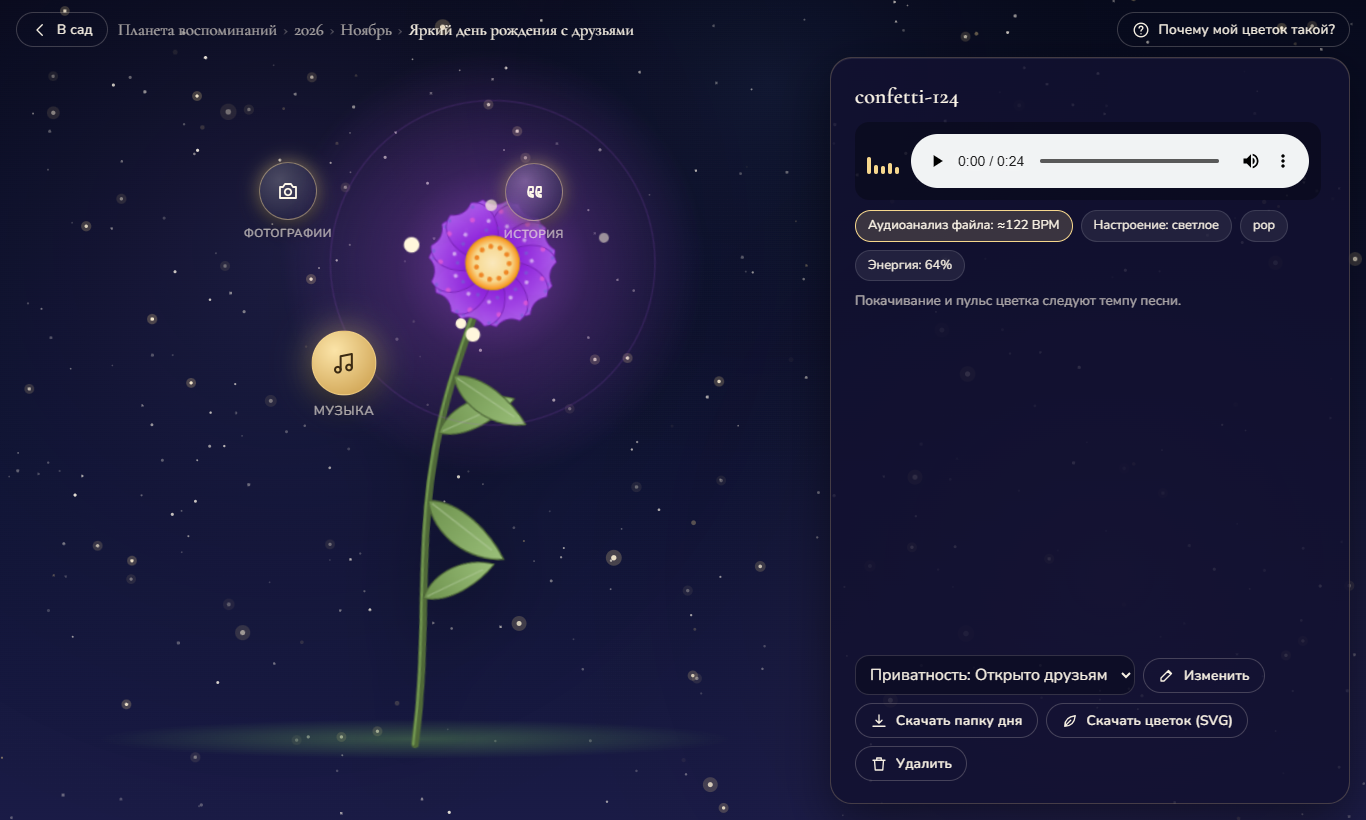 В сад
Планета воспоминаний › 2026 › Ноябрь › Яркий день рождения с друзьями
Почему мой цветок такой?
confetti-124
0:00 / 0:24
Аудиоанализ файла: ≈122 BPM
Настроение: светлое
pop
Энергия: 64%
Покачивание и пульс цветка следуют темпу песни.
ФОТОГРАФИИ
ИСТОРИЯ
МУЗЫКА
Приватность: Открыто друзьям
Изменить
Скачать папку дня
Скачать цветок (SVG)
Удалить